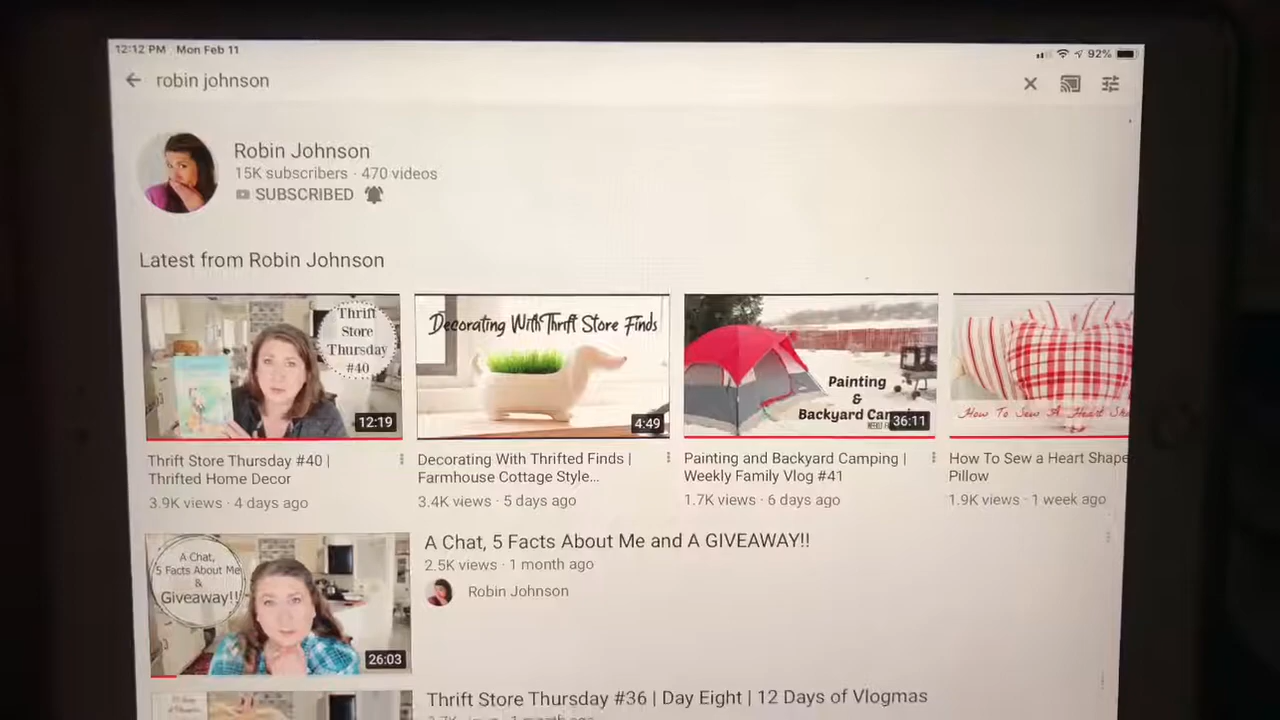 12:12 PM Mon Feb 11
92%
robin johnson
Robin Johnson
15K subscribers · 470 videos
SUBSCRIBED
Latest from Robin Johnson
Thrift
Store
Thursday
#40
12:19
Decorating With Thrift Store Finds
4:49
Painting
&
Backyard
36:11
How To Sew A Heart
Thrift Store Thursday #40 |
Thrifted Home Decor
3.9K views · 4 days ago
Decorating With Thrifted Finds |
Farmhouse Cottage Style...
3.4K views · 5 days ago
Painting and Backyard Camping |
Weekly Family Vlog #41
1.7K views · 6 days ago
How To Sew a Heart Shape
Pillow
1.9K views · 1 week ago
A Chat,
5 Facts About Me
&
Giveaway!!
26:03
A Chat, 5 Facts About Me and A GIVEAWAY!!
2.5K views · 1 month ago
Robin Johnson
Thrift Store Thursday #36 | Day Eight | 12 Days of Vlogmas